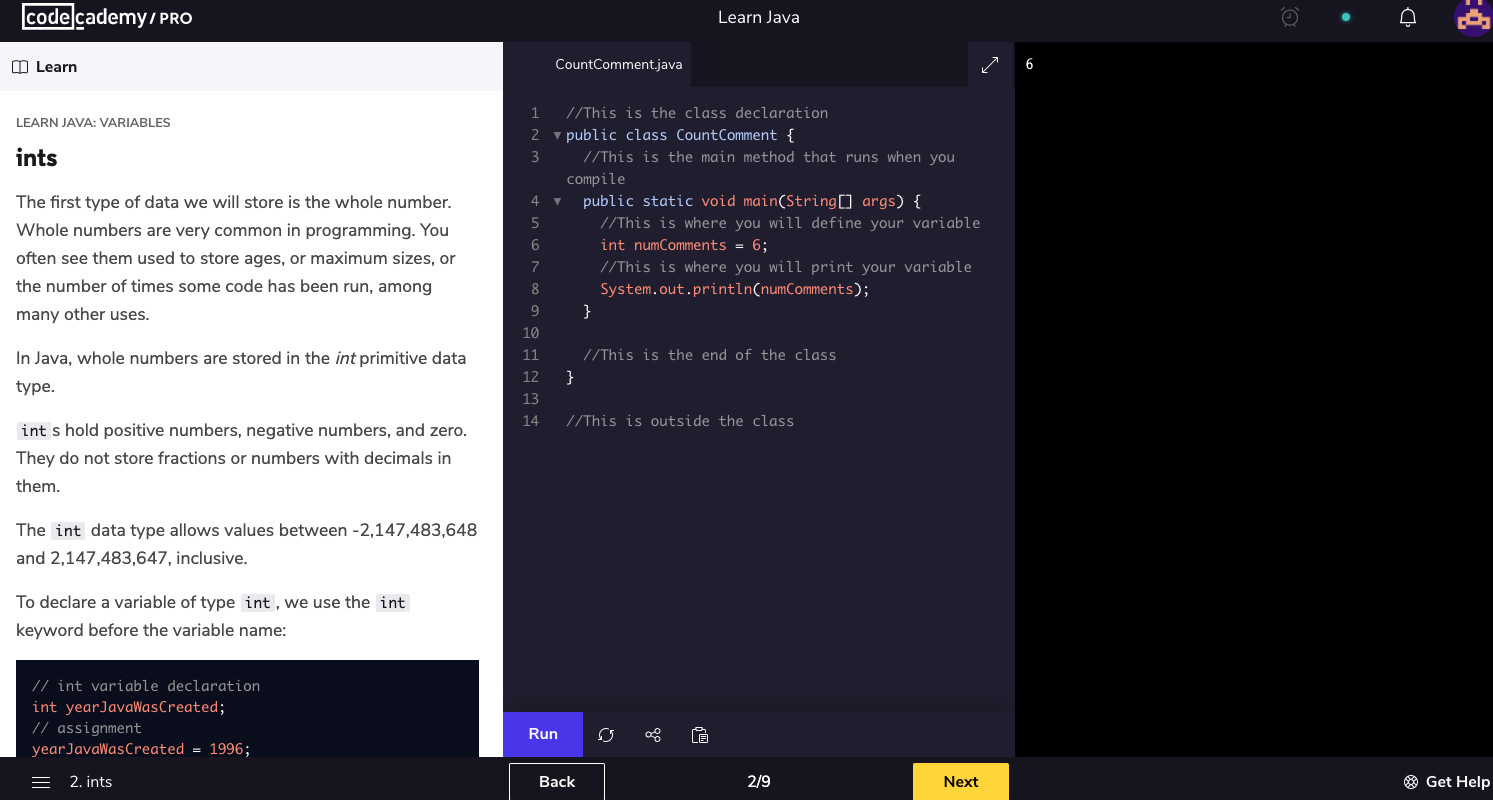 codecademy/PRO
Learn Java
Learn
LEARN JAVA: VARIABLES
ints
The first type of data we will store is the whole number.
Whole numbers are very common in programming. You
often see them used to store ages, or maximum sizes, or
the number of times some code has been run, among
many other uses.
In Java, whole numbers are stored in the int primitive data
type.
ints hold positive numbers, negative numbers, and zero.
They do not store fractions or numbers with decimals in
them.
The int data type allows values between -2,147,483,648
and 2,147,483,647, inclusive.
To declare a variable of type int, we use the int
keyword before the variable name:
// int variable declaration
int yearJavaWasCreated;
// assignment
yearJavaWasCreated = 1996;
CountComment.java
1 //This is the class declaration
2 public class CountComment {
3 //This is the main method that runs when you
compile
4 public static void main(String[] args) {
5 //This is where you will define your variable
6 int numComments = 6;
7 //This is where you will print your variable
8 System.out.println(numComments);
9 }
10
11 //This is the end of the class
12 }
13
14 //This is outside the class
6
Run
2. ints
Back
2/9
Next
Get Help